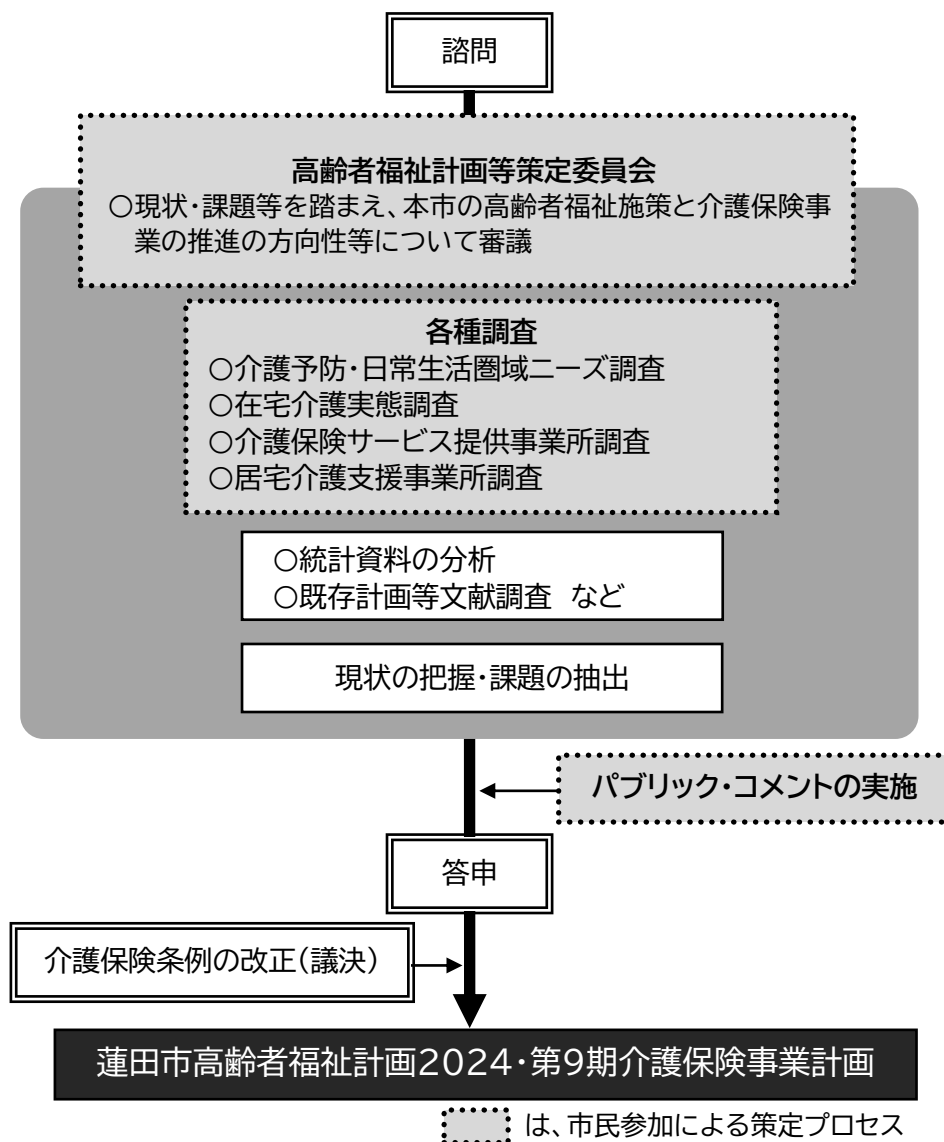 諮問
高齢者福祉計画等策定委員会
○現状・課題等を踏まえ、本市の高齢者福祉施策と介護保険事
業の推進の方向性等について審議
各種調査
○介護予防・日常生活圏域ニーズ調査
○在宅介護実態調査
○介護保険サービス提供事業所調査
○居宅介護支援事業所調査
○統計資料の分析
○既存計画等文献調査　など
現状の把握・課題の抽出
パブリック・コメントの実施
答申
介護保険条例の改正（議決）
蓮田市高齢者福祉計画2024・第9期介護保険事業計画
は、市民参加による策定プロセス